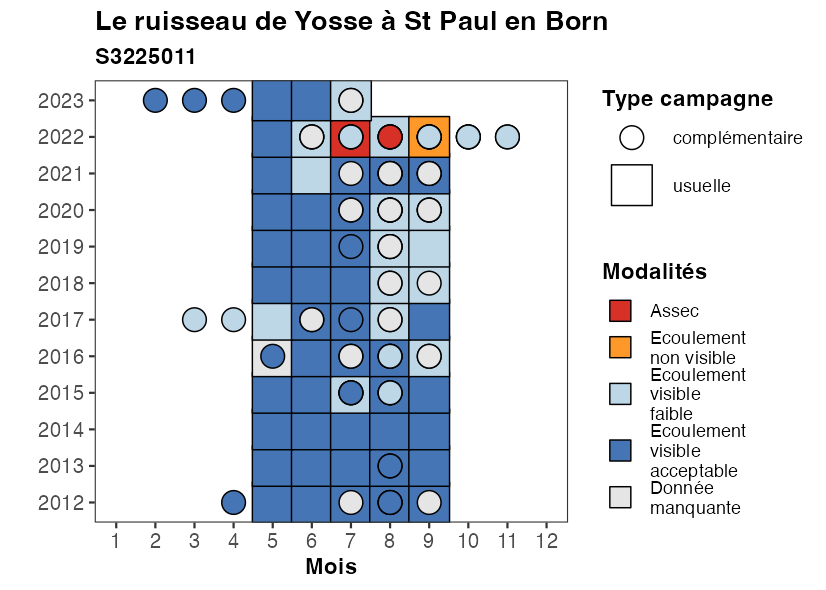 Le ruisseau de Yosse à St Paul en Born
S3225011
2023
2022
2021
2020
2019
2018
2017
2016
2015
2014
2013
2012
1 2 3 4 5 6 7 8 9 10 11 12
Mois
Type campagne
complémentaire
usuelle
Modalités
Assec
Ecoulement
non visible
Ecoulement
visible
faible
Ecoulement
visible
acceptable
Donnée
manquante